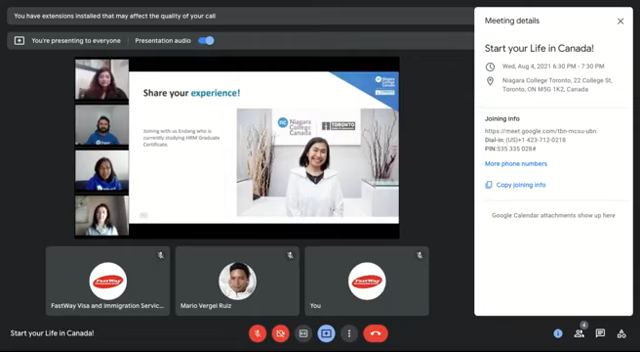 You have extensions installed that may affect the quality of your call
You're presenting to everyone
Presentation audio
Share your experience!
Joining with us Endang who is
currently studying HRM Graduate
Certificate
nc
Niagara
College
Canada
TORONTO
Meeting details
Start your Life in Canada!
Wed, Aug 4, 2021 6:30 PM - 7:30 PM
Niagara College Toronto, 22 College St,
Toronto, ON M5G 1K2, Canada
Joining info
https://meet.google.com/tbn-mcsu-ubn
Dial-in: (US)+1 423-712-0218
PIN: 535 335 028#
More phone numbers
Copy joining info
Google Calendar attachments show up here
FastWay
FastWay Visa and Immigration Servic...
Mario Vergel Ruiz
FastWay
You
Start your Life in Canada!
4